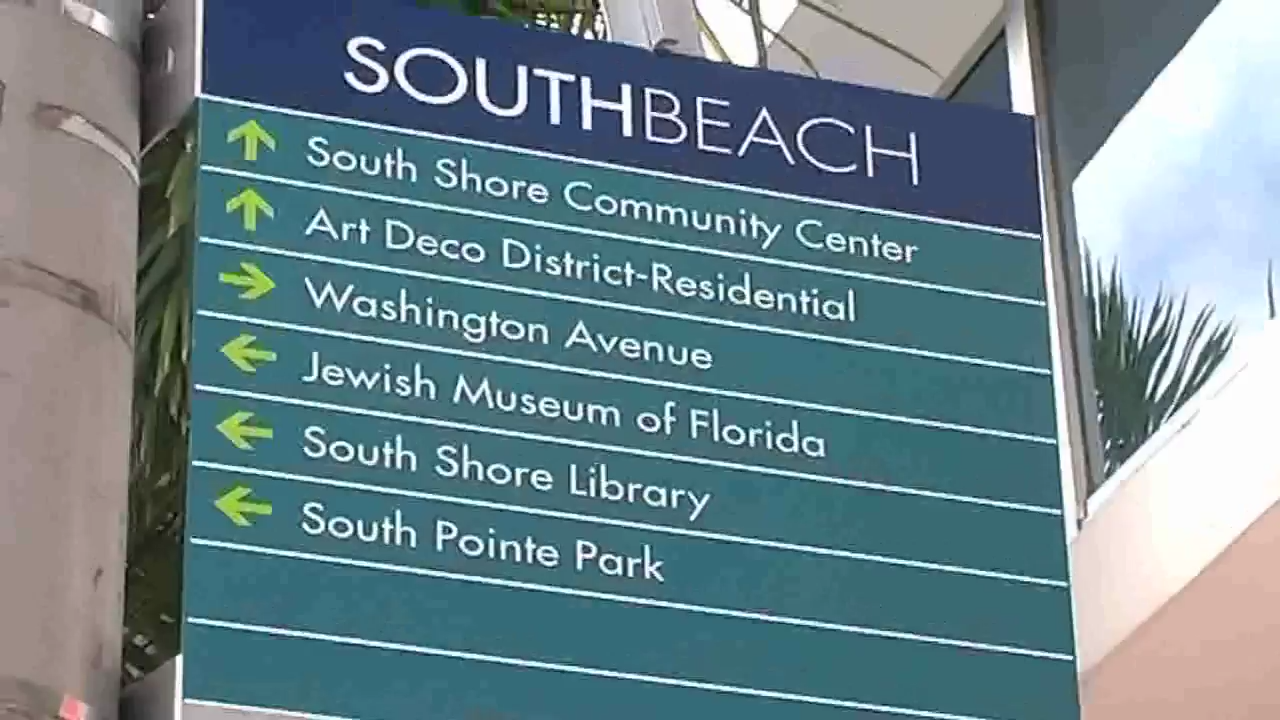 SOUTHBEACH
South Shore Community Center
Art Deco District-Residential
Washington Avenue
Jewish Museum of Florida
South Shore Library
South Pointe Park